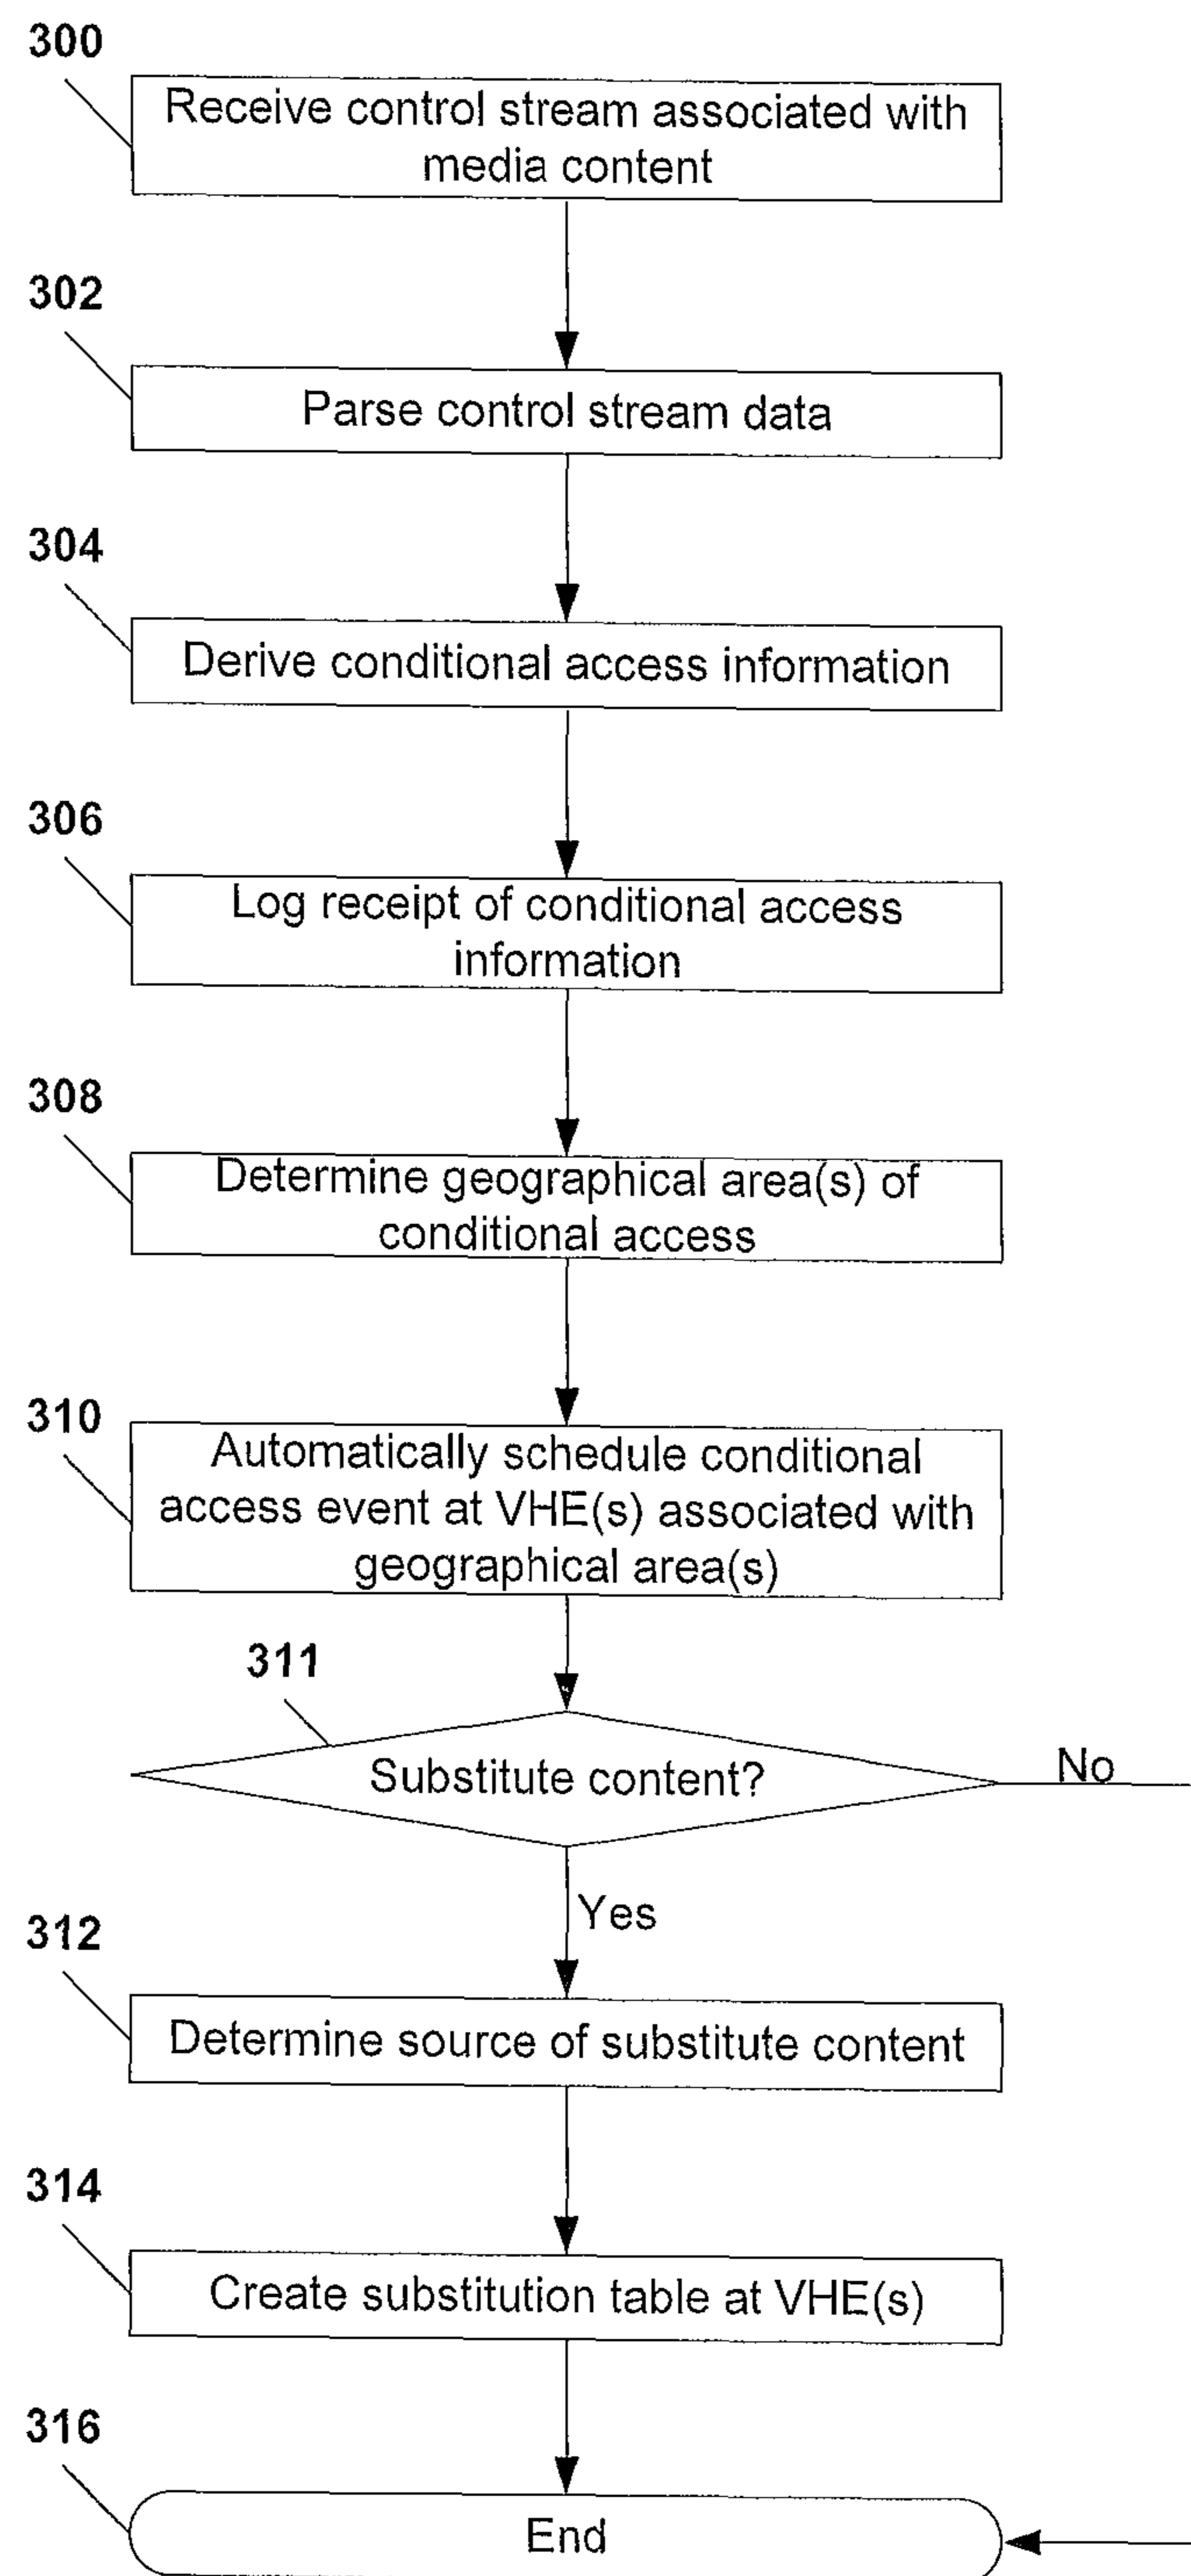 300
Receive control stream associated with
media content
302
Parse control stream data
304
Derive conditional access information
306
Log receipt of conditional access
information
308
Determine geographical area(s) of
conditional access
310
Automatically schedule conditional
access event at VHE(s) associated with
geographical area(s)
311
Substitute content?
No
Yes
312
Determine source of substitute content
314
Create substitution table at VHE(s)
316
End